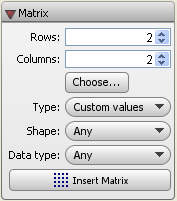 Matrix
Rows: 2
Columns: 2
Choose...
Type: Custom values
Shape: Any
Data type: Any
Insert Matrix